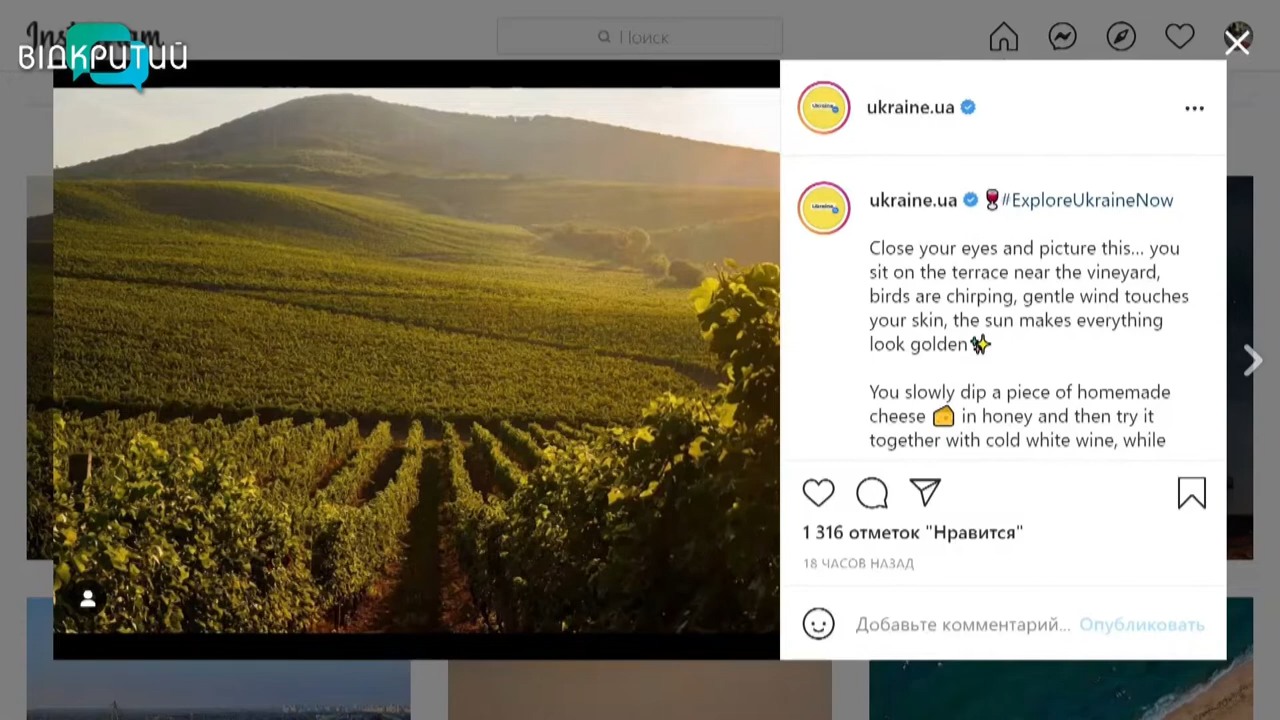 Instagram
ВІДКРИТИЙ
Поиск
ukraine.ua
ukraine.ua #ExploreUkraineNow
Close your eyes and picture this... you
sit on the terrace near the vineyard,
birds are chirping, gentle wind touches
your skin, the sun makes everything
look golden
You slowly dip a piece of homemade
cheese in honey and then try it
together with cold white wine, while
1 316 отметок "Нравится"
18 ЧАСОВ НАЗАД
Добавьте комментарий... Опубликовать